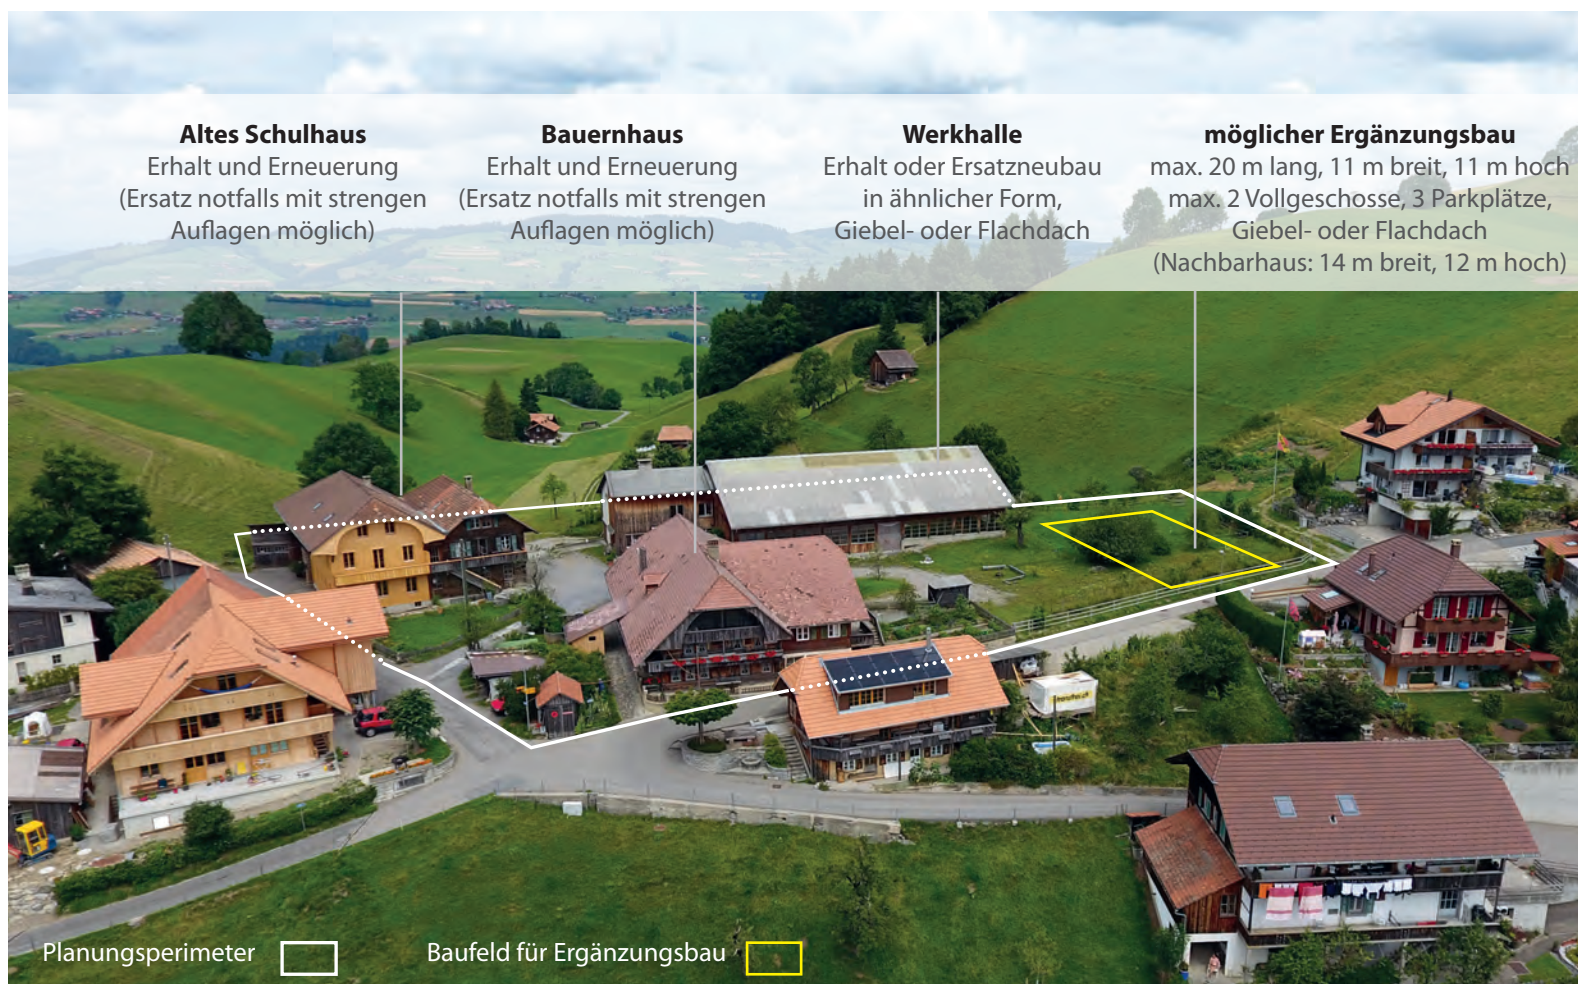 Altes Schulhaus
Erhalt und Erneuerung
(Ersatz notfalls mit strengen
Auflagen möglich)
Bauernhaus
Erhalt und Erneuerung
(Ersatz notfalls mit strengen
Auflagen möglich)
Werkhalle
Erhalt oder Ersatzneubau
in ähnlicher Form,
Giebel- oder Flachdach
möglicher Ergänzungsbau
max. 20 m lang, 11 m breit, 11 m hoch
max. 2 Vollgeschosse, 3 Parkplätze,
Giebel- oder Flachdach
(Nachbarhaus: 14 m breit, 12 m hoch)
Planungsperimeter
Baufeld für Ergänzungsbau